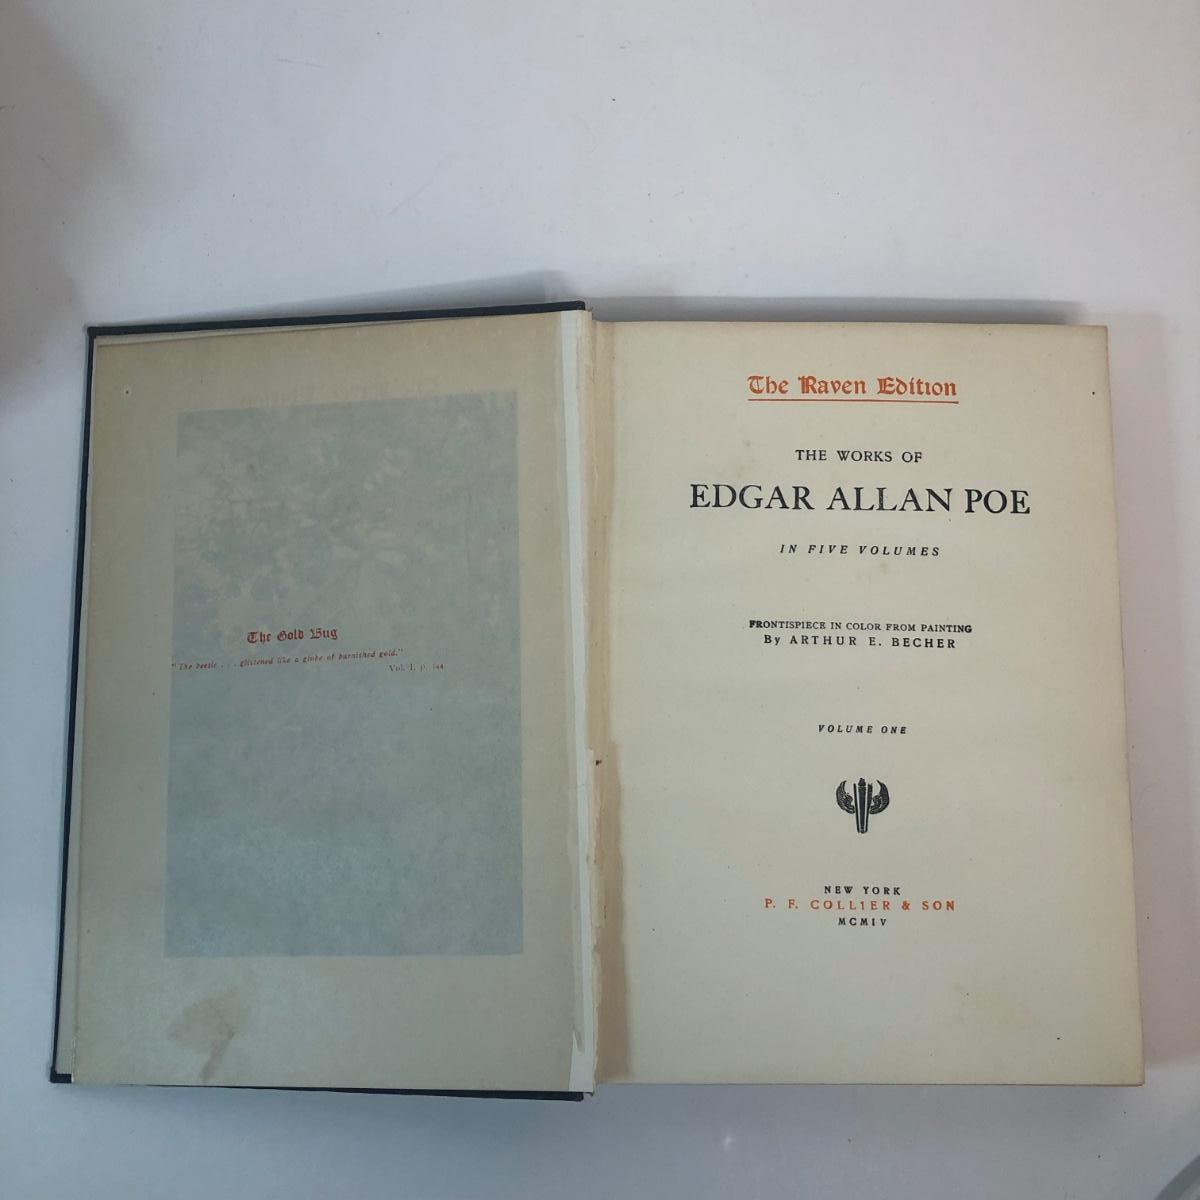 The Gold Bug
"The beetle . . . glistened like a globe of burnished gold."
Vol. I, p. 144
The Raven Edition
THE WORKS OF
EDGAR ALLAN POE
IN FIVE VOLUMES
FRONTISPIECE IN COLOR FROM PAINTING
By ARTHUR E. BECHER
VOLUME ONE
NEW YORK
P. F. COLLIER & SON
MCMIV